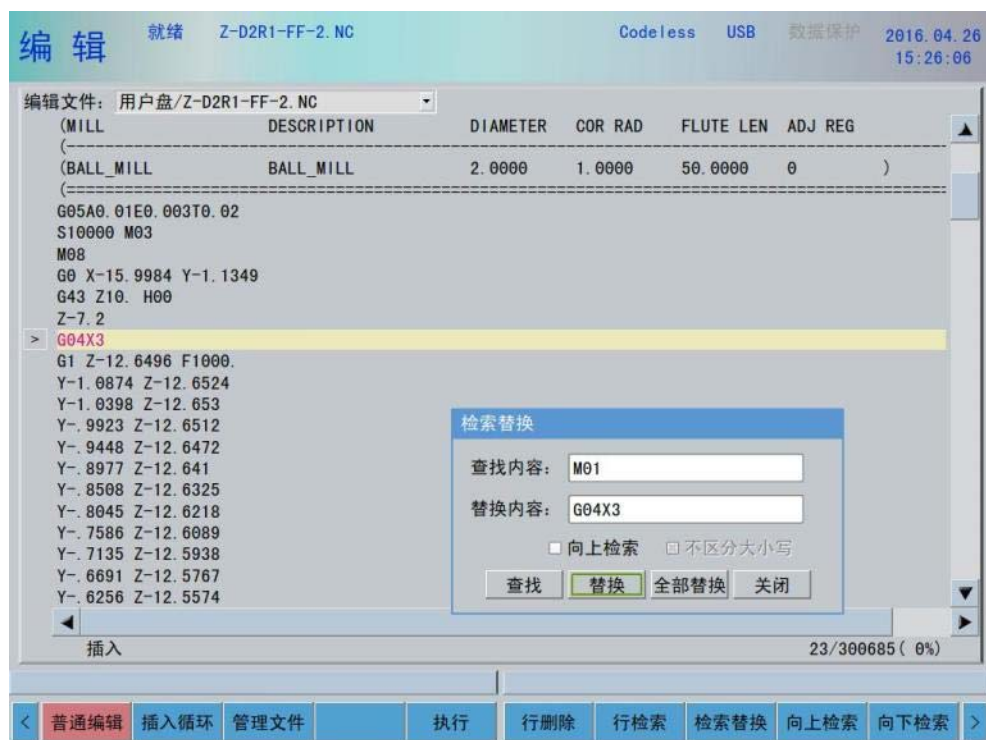 编 辑 就绪 Z-D2R1-FF-2.NC Codeless USB 数据保护 2016.04.26
15:26:06
编辑文件: 用户盘/Z-D2R1-FF-2.NC
(MILL DESCRIPTION DIAMETER COR RAD FLUTE LEN ADJ REG
(----------------------------------------------------------------
(BALL_MILL BALL_MILL 2.0000 1.0000 50.0000 0 )
(================================================================
G05A0.01E0.003T0.02
S10000 M03
M08
G0 X-15.9984 Y-1.1349
G43 Z10. H00
Z-7.2
> G04X3
G1 Z-12.6496 F1000.
Y-1.0874 Z-12.6524
Y-1.0398 Z-12.653
Y-.9923 Z-12.6512
Y-.9448 Z-12.6472
Y-.8977 Z-12.641
Y-.8508 Z-12.6325
Y-.8045 Z-12.6218
Y-.7586 Z-12.6089
Y-.7135 Z-12.5938
Y-.6691 Z-12.5767
Y-.6256 Z-12.5574
检索替换
查找内容: M01
替换内容: G04X3
向上检索 不区分大小写
查找 替换 全部替换 关闭
插入 23/300685( 0%)
< 普通编辑 插入循环 管理文件 执行 行删除 行检索 检索替换 向上检索 向下检索 >